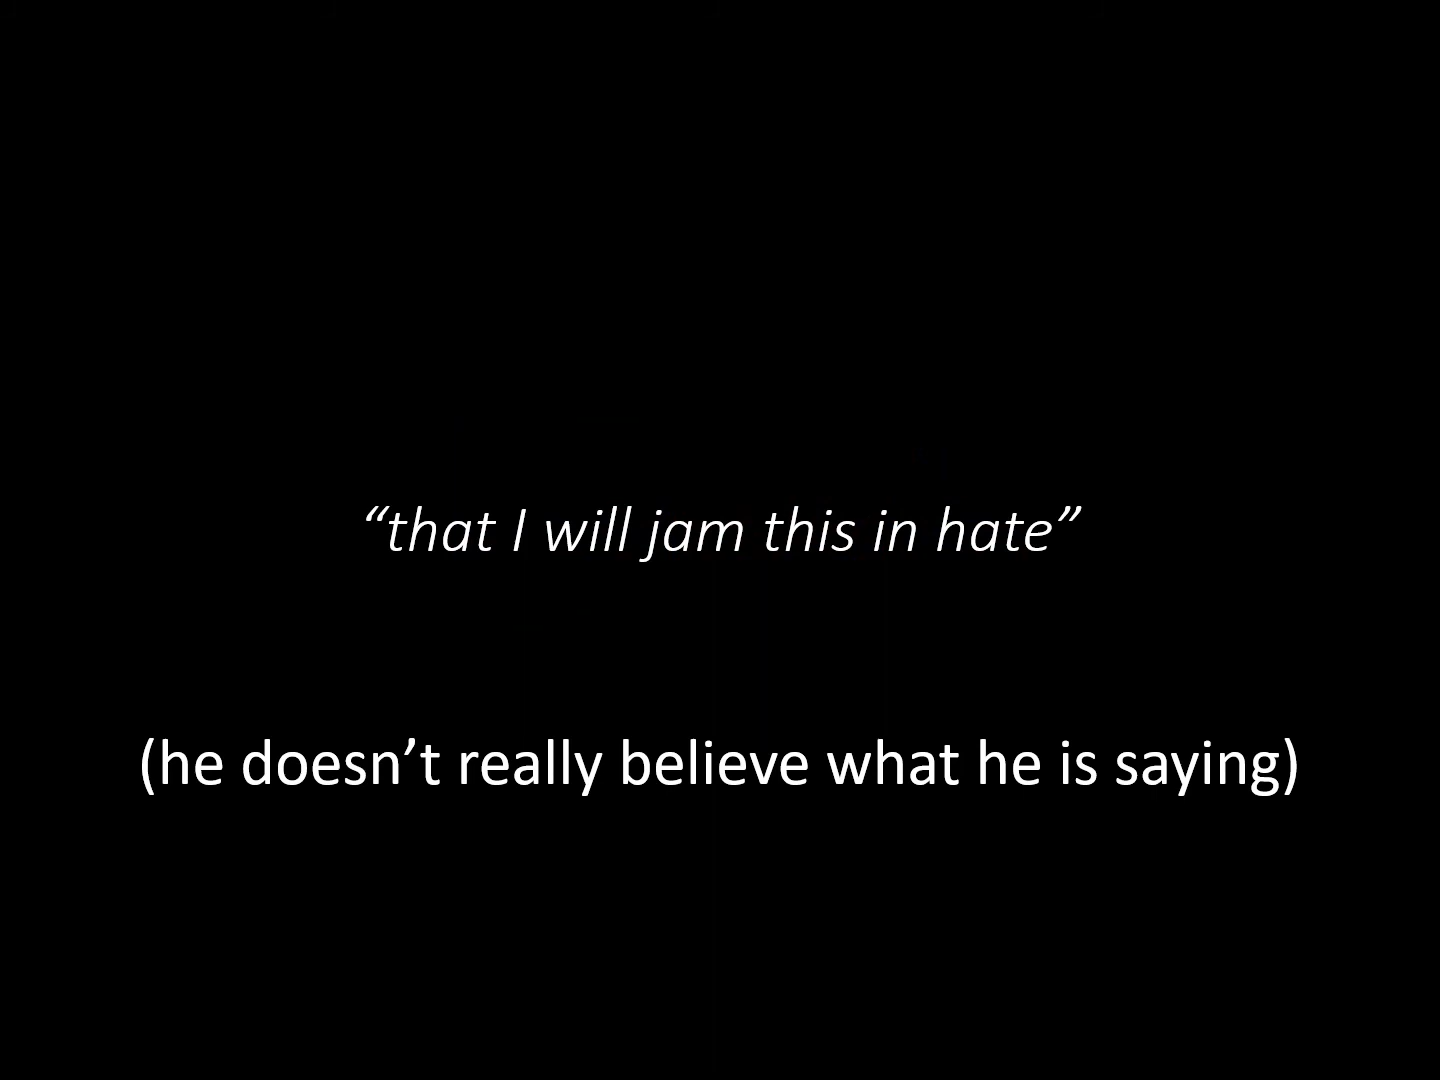 “that I will jam this in hate”
(he doesn’t really believe what he is saying)